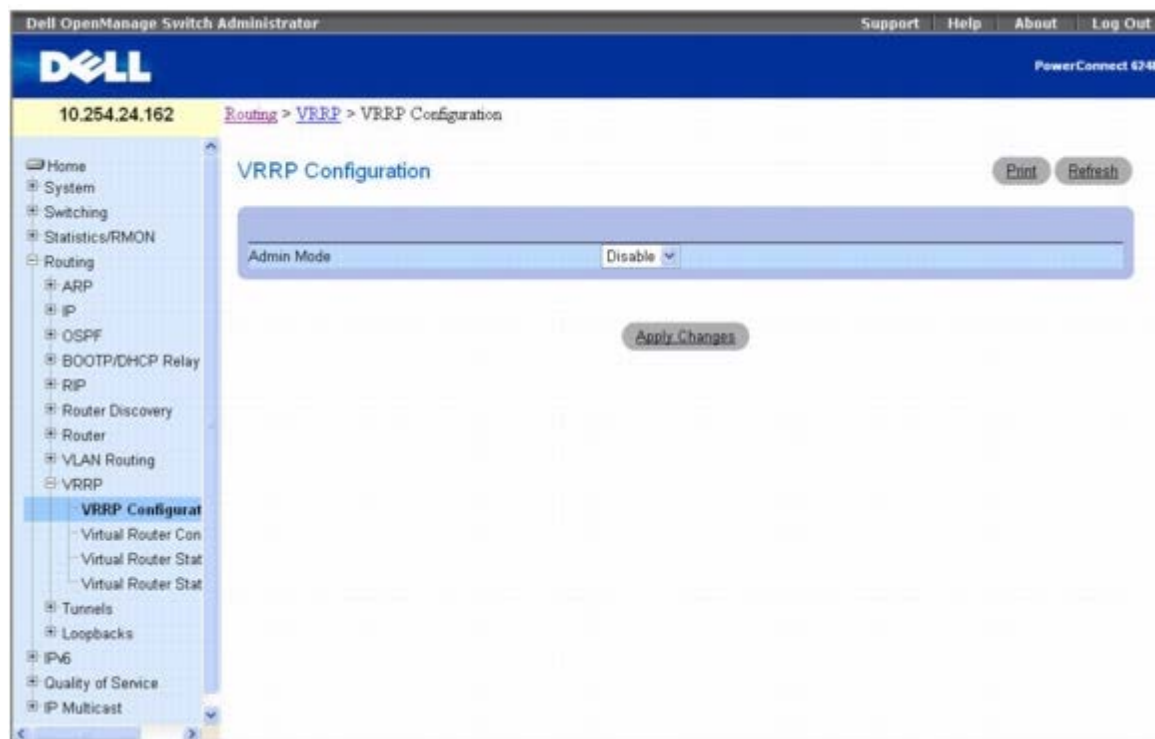 Dell OpenManage Switch Administrator
Support Help About Log Out
DELL
PowerConnect 6248
10.254.24.162
Routing > VRRP > VRRP Configuration
Home
System
Switching
Statistics/RMON
Routing
ARP
IP
OSPF
BOOTP/DHCP Relay
RIP
Router Discovery
Router
VLAN Routing
VRRP
VRRP Configurat
Virtual Router Con
Virtual Router Stat
Virtual Router Stat
Tunnels
Loopbacks
IPv6
Quality of Service
IP Multicast
VRRP Configuration
Print Refresh
Admin Mode Disable
Apply Changes